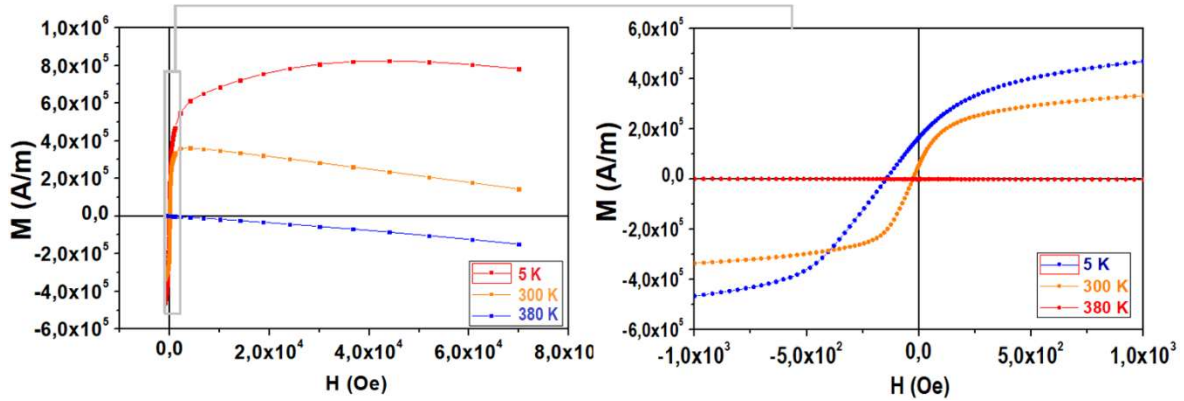 1,0x10⁶
8,0x10⁵
6,0x10⁵
4,0x10⁵
2,0x10⁵
0,0
-2,0x10⁵
-4,0x10⁵
-6,0x10⁵
M (A/m)
0,0
2,0x10⁴
4,0x10⁴
6,0x10⁴
8,0x10
H (Oe)
5 K
300 K
380 K
6,0x10⁵
4,0x10⁵
2,0x10⁵
0,0
-2,0x10⁵
-4,0x10⁵
-6,0x10⁵
M (A/m)
-1,0x10³
-5,0x10²
0,0
5,0x10²
1,0x10³
H (Oe)
5 K
300 K
380 K